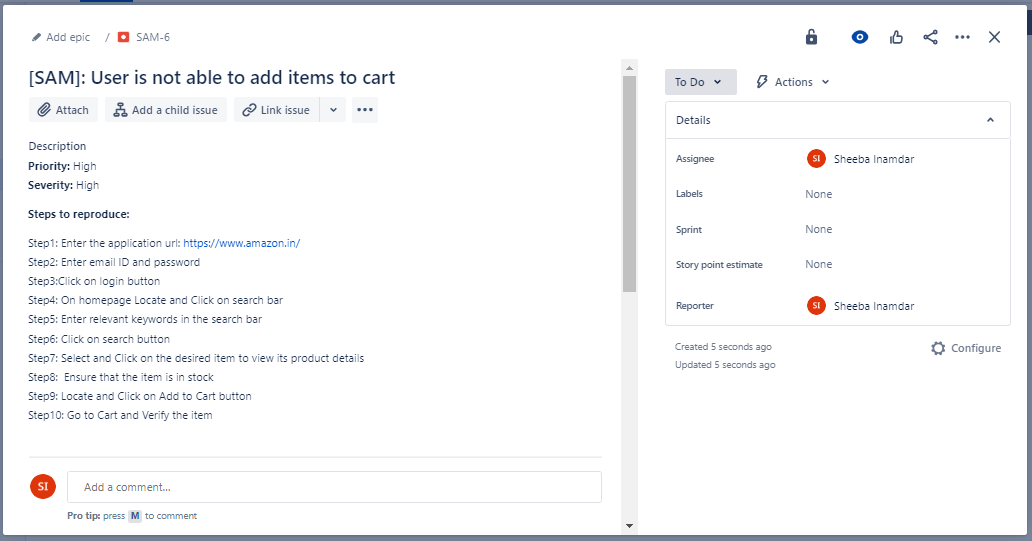 Add epic / SAM-6
[SAM]: User is not able to add items to cart
Attach Add a child issue Link issue
Description
Priority: High
Severity: High
Steps to reproduce:
Step1: Enter the application url: https://www.amazon.in/
Step2: Enter email ID and password
Step3:Click on login button
Step4: On homepage Locate and Click on search bar
Step5: Enter relevant keywords in the search bar
Step6: Click on search button
Step7: Select and Click on the desired item to view its product details
Step8:  Ensure that the item is in stock
Step9: Locate and Click on Add to Cart button
Step10: Go to Cart and Verify the item
SI Add a comment...
Pro tip: press M to comment
To Do Actions
Details
Assignee SI Sheeba Inamdar
Labels None
Sprint None
Story point estimate None
Reporter SI Sheeba Inamdar
Created 5 seconds ago Configure
Updated 5 seconds ago